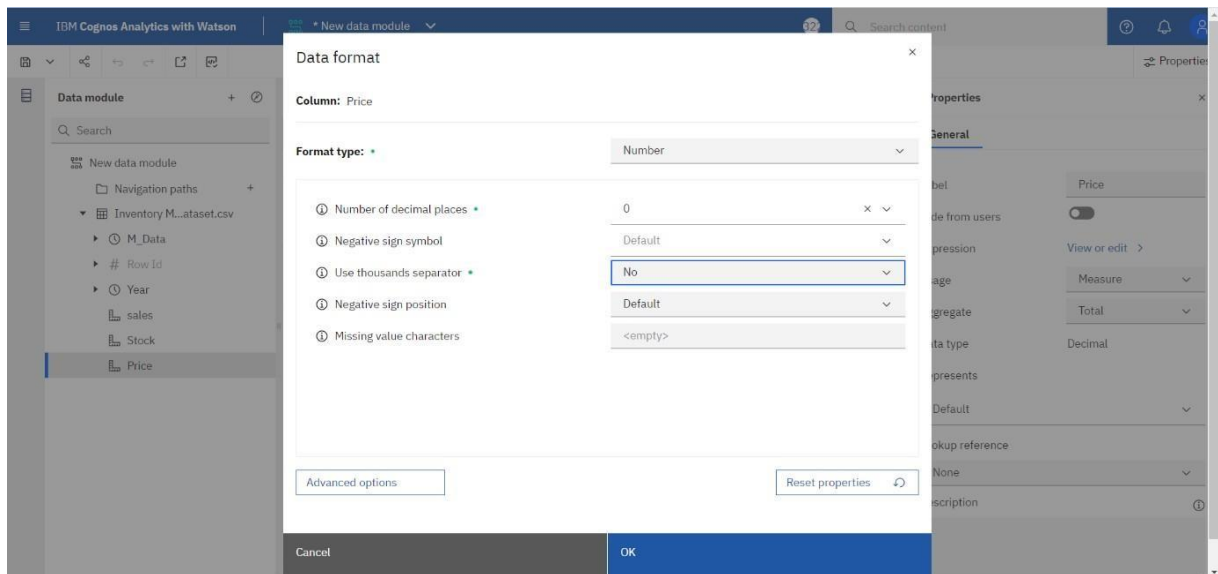 IBM Cognos Analytics with Watson
* New data module
32
Search content
Properties
Data module
Search
New data module
Navigation paths
Inventory M...ataset.csv
M_Data
# Row Id
Year
sales
Stock
Price
Data format
Column: Price
Format type:
Number
Number of decimal places
0
Negative sign symbol
Default
Use thousands separator
No
Negative sign position
Default
Missing value characters
<empty>
Advanced options
Reset properties
Cancel
OK
Properties
General
bel
Price
de from users
pression
View or edit >
age
Measure
gregate
Total
ta type
Decimal
presents
Default
okup reference
None
scription